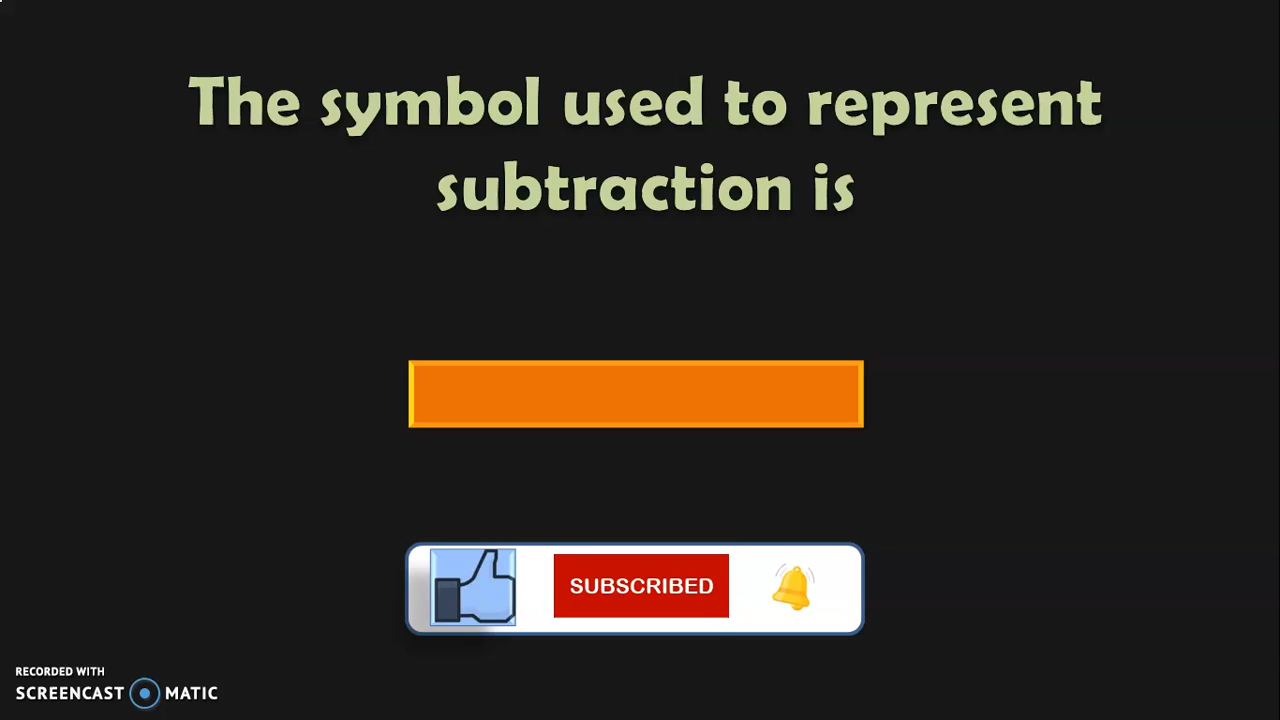 The symbol used to represent
subtraction is
SUBSCRIBED
RECORDED WITH
SCREENCAST MATIC